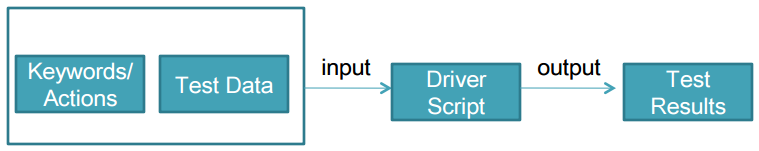 Keywords/
Actions
Test Data
input
Driver
Script
output
Test
Results